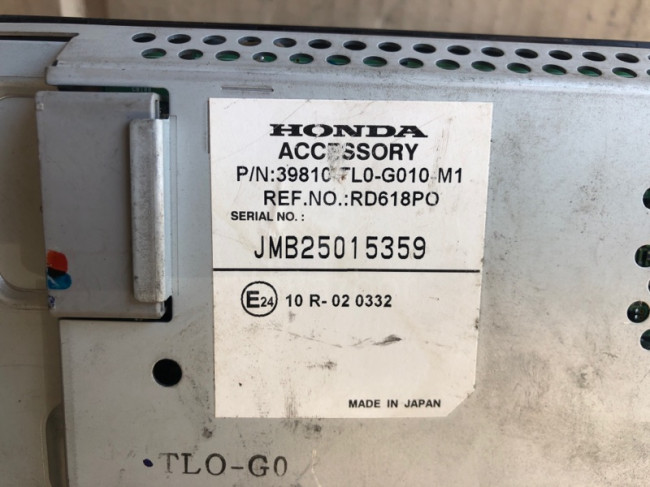 HONDA
ACCESSORY
P/N:39810-TL0-G010-M1
REF.NO.:RD618PO
SERIAL NO. :
JMB25015359
E24 10 R- 02 0332
MADE IN JAPAN
TLO-G0